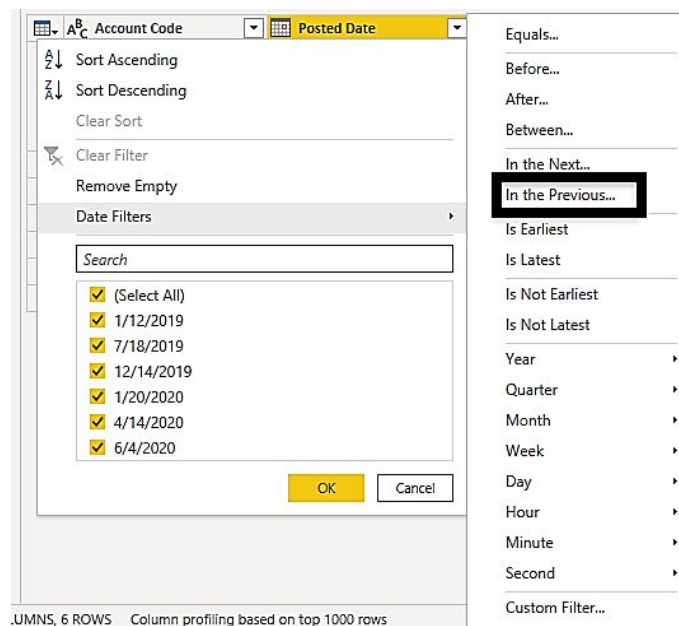 ABC Account Code
Posted Date
Sort Ascending
Sort Descending
Clear Sort
Clear Filter
Remove Empty
Date Filters
Search
(Select All)
1/12/2019
7/18/2019
12/14/2019
1/20/2020
4/14/2020
6/4/2020
OK Cancel
Equals...
Before...
After...
Between...
In the Next...
In the Previous...
Is Earliest
Is Latest
Is Not Earliest
Is Not Latest
Year
Quarter
Month
Week
Day
Hour
Minute
Second
Custom Filter...
UMNS, 6 ROWS Column profiling based on top 1000 rows